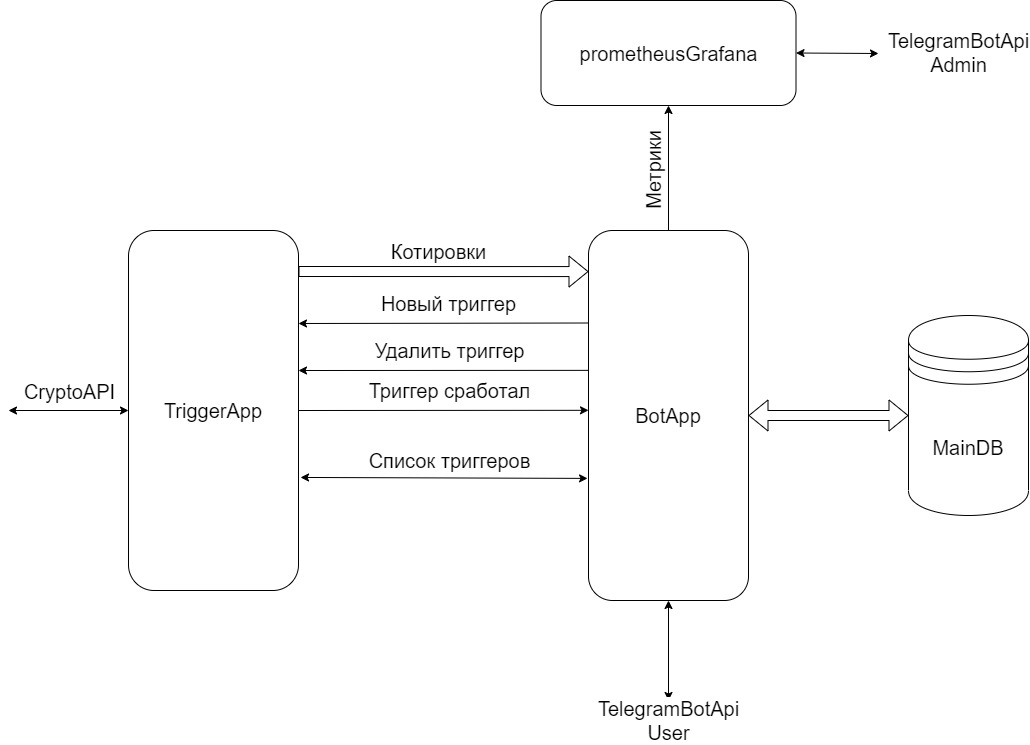 prometheusGrafana
TelegramBotApi
Admin
Метрики
Котировки
Новый триггер
Удалить триггер
CryptoAPI
TriggerApp
Триггер сработал
BotApp
MainDB
Список триггеров
TelegramBotApi
User